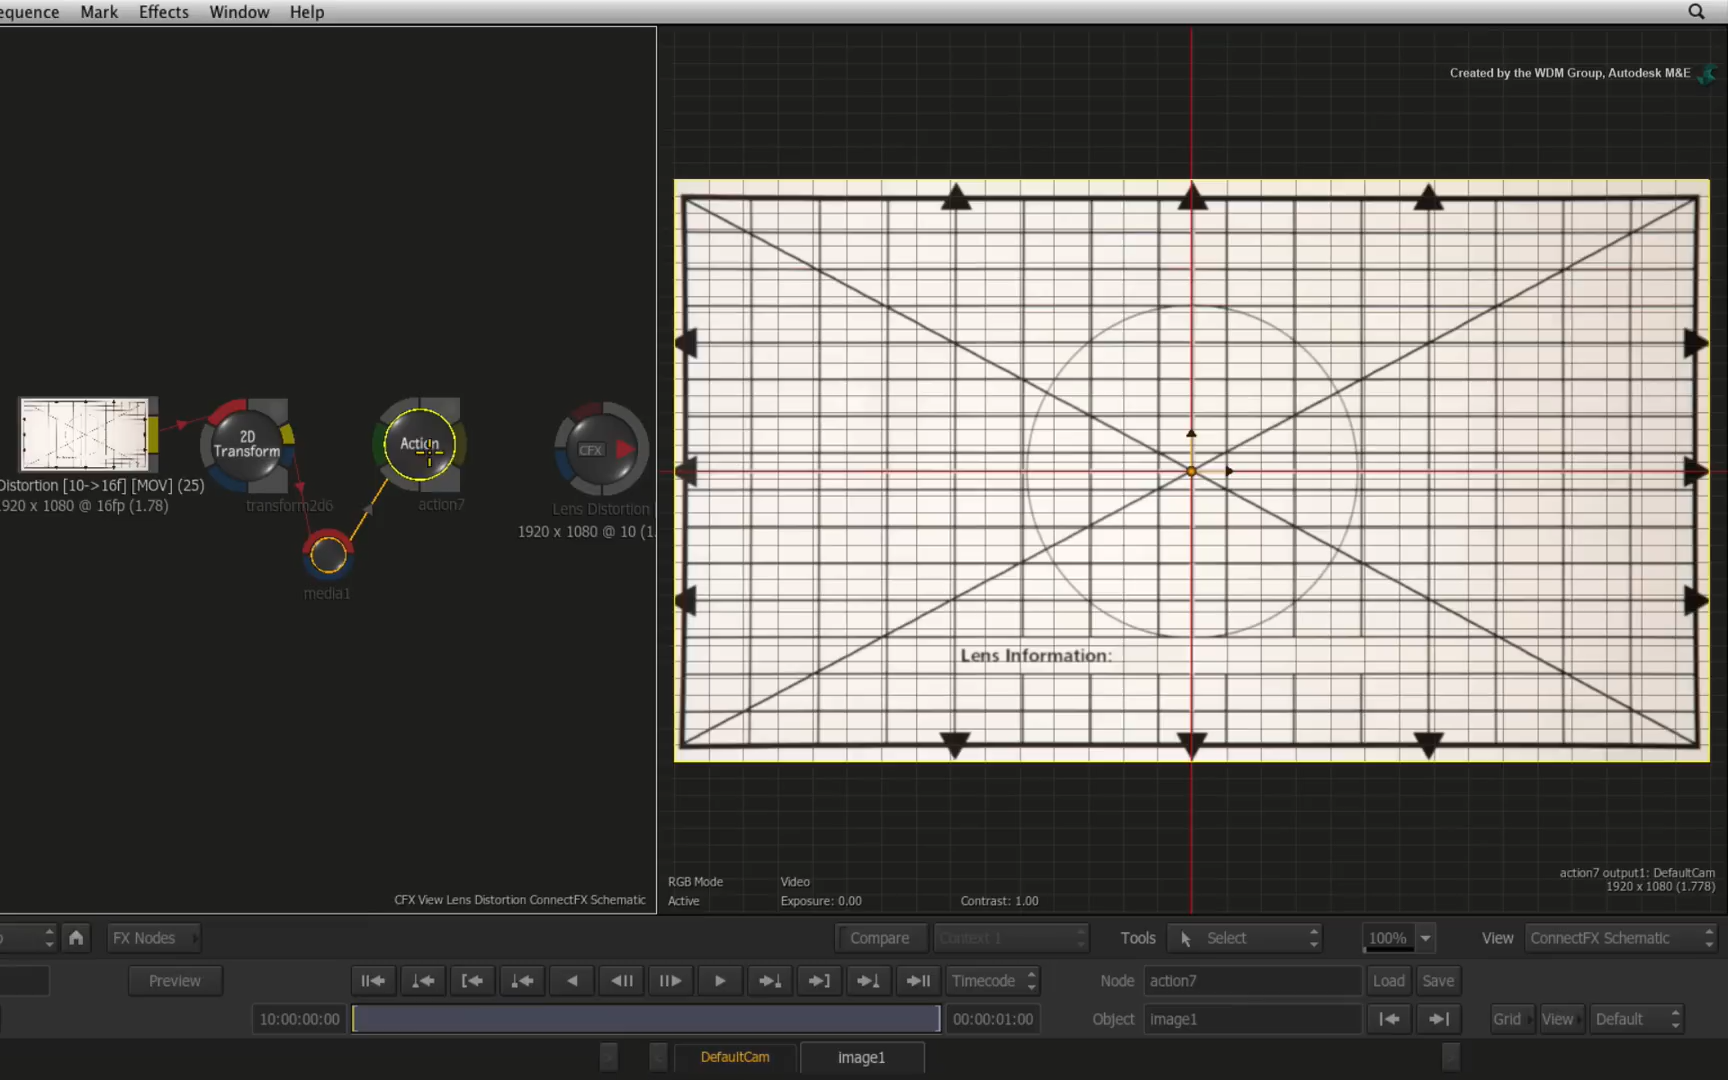 equence Mark Effects Window Help
Created by the WDM Group, Autodesk M&E
2D
Transform
Action
CFX
Distortion [10->16f] [MOV] (25)
1920 x 1080 @ 16fp (1.78)
transform2d6
action7
Lens Distortion
1920 x 1080 @ 10 (1.
media1
Lens Information:
CFX View Lens Distortion ConnectFX Schematic
RGB Mode Video
Active Exposure: 0.00 Contrast: 1.00
action7 output1: DefaultCam
1920 x 1080 (1.778)
FX Nodes Compare Context 1 Tools Select 100% View ConnectFX Schematic
Preview Timecode Node action7 Load Save
10:00:00:00 00:00:01:00 Object image1 Grid View Default
DefaultCam image1